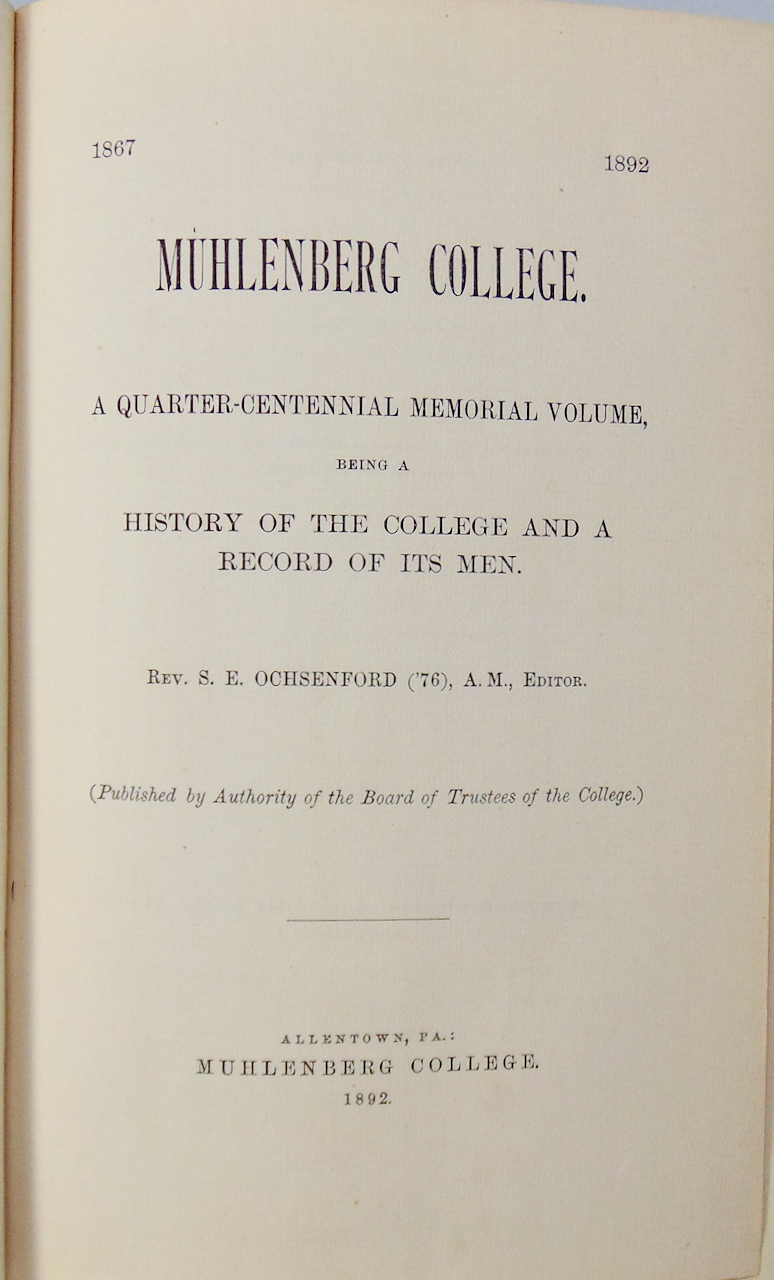 1867 1892
MUHLENBERG COLLEGE.
A QUARTER-CENTENNIAL MEMORIAL VOLUME,
BEING A
HISTORY OF THE COLLEGE AND A
RECORD OF ITS MEN.
REV. S. E. OCHSENFORD ('76), A. M., EDITOR.
(Published by Authority of the Board of Trustees of the College.)
ALLENTOWN, PA.:
MUHLENBERG COLLEGE.
1892.